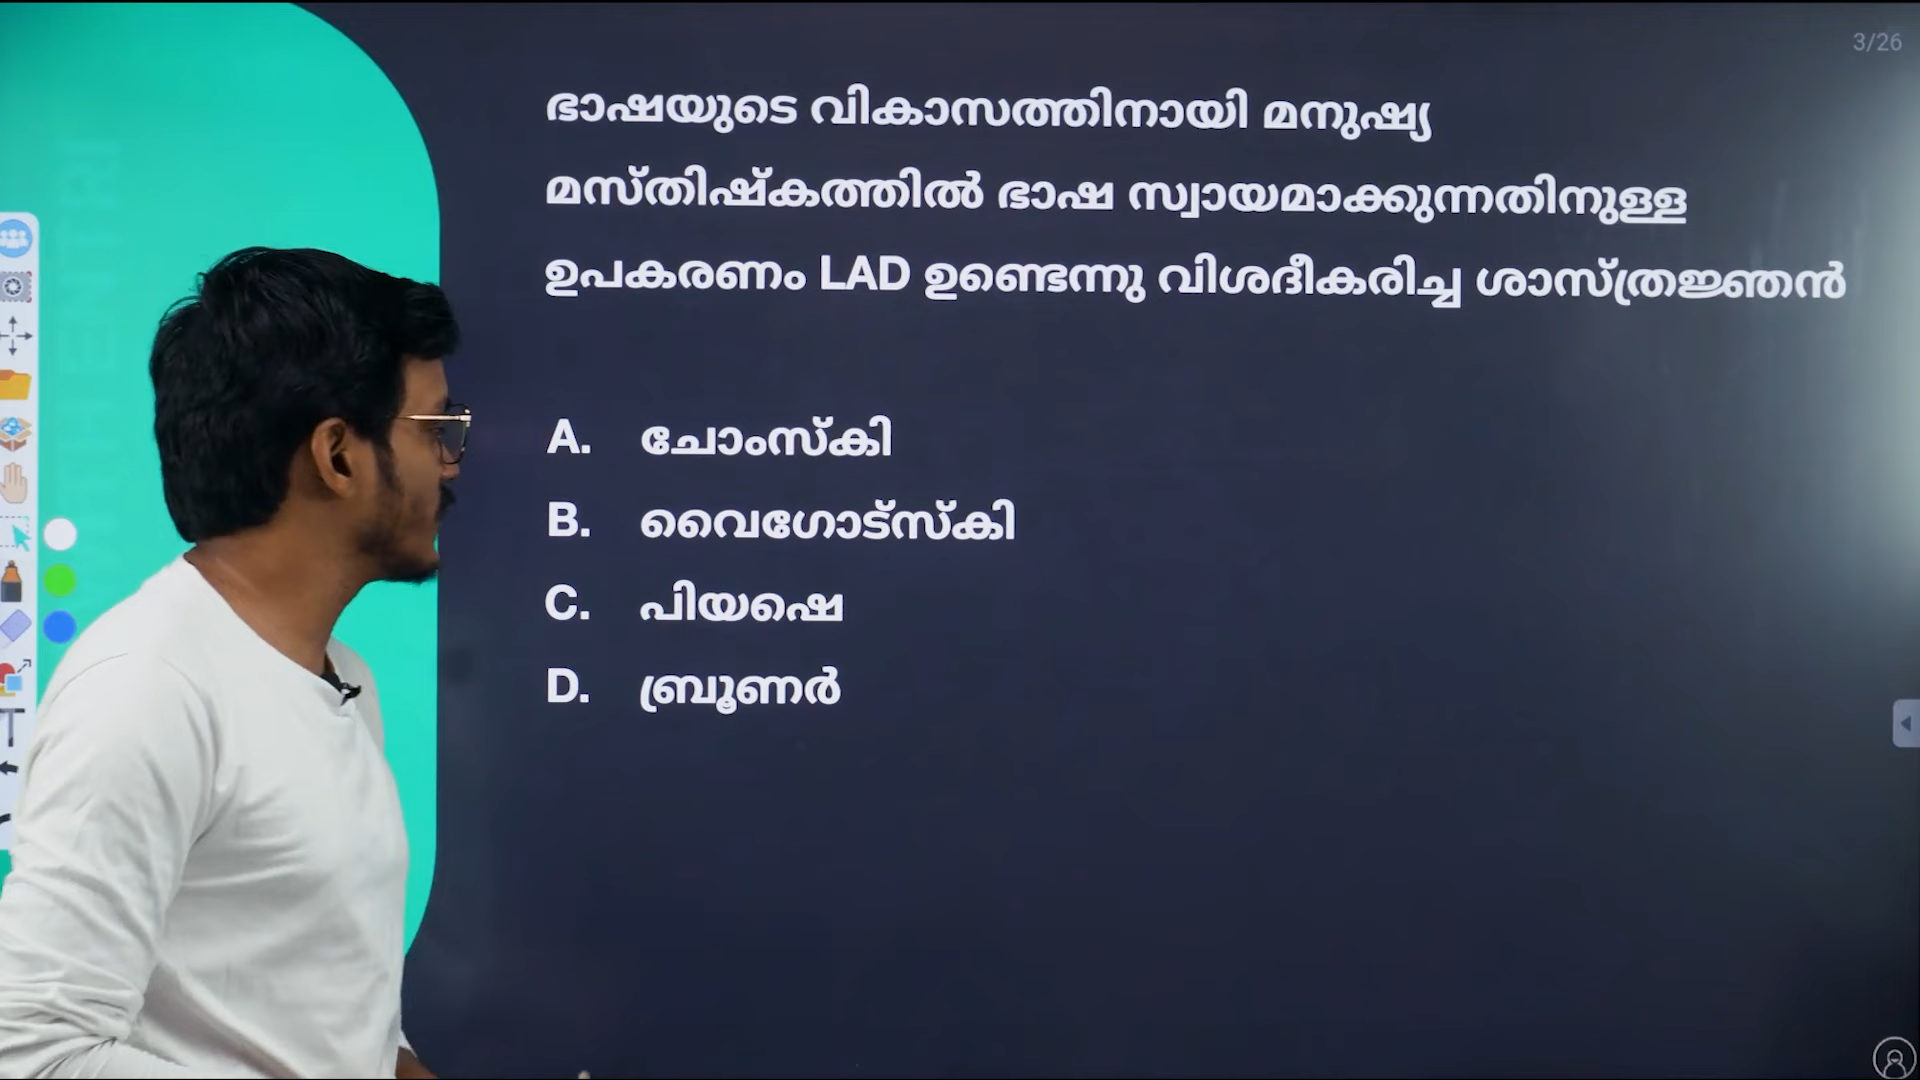 3/26
ഭാഷയുടെ വികാസത്തിനായി മനുഷ്യ
മസ്തിഷ്കത്തിൽ ഭാഷ സ്വായമാക്കുന്നതിനുള്ള
ഉപകരണം LAD ഉണ്ടെന്നു വിശദീകരിച്ച ശാസ്ത്രജ്ഞൻ
A. ചോംസ്കി
B. വൈഗോട്സ്കി
C. പിയഷെ
D. ബ്രൂണർ